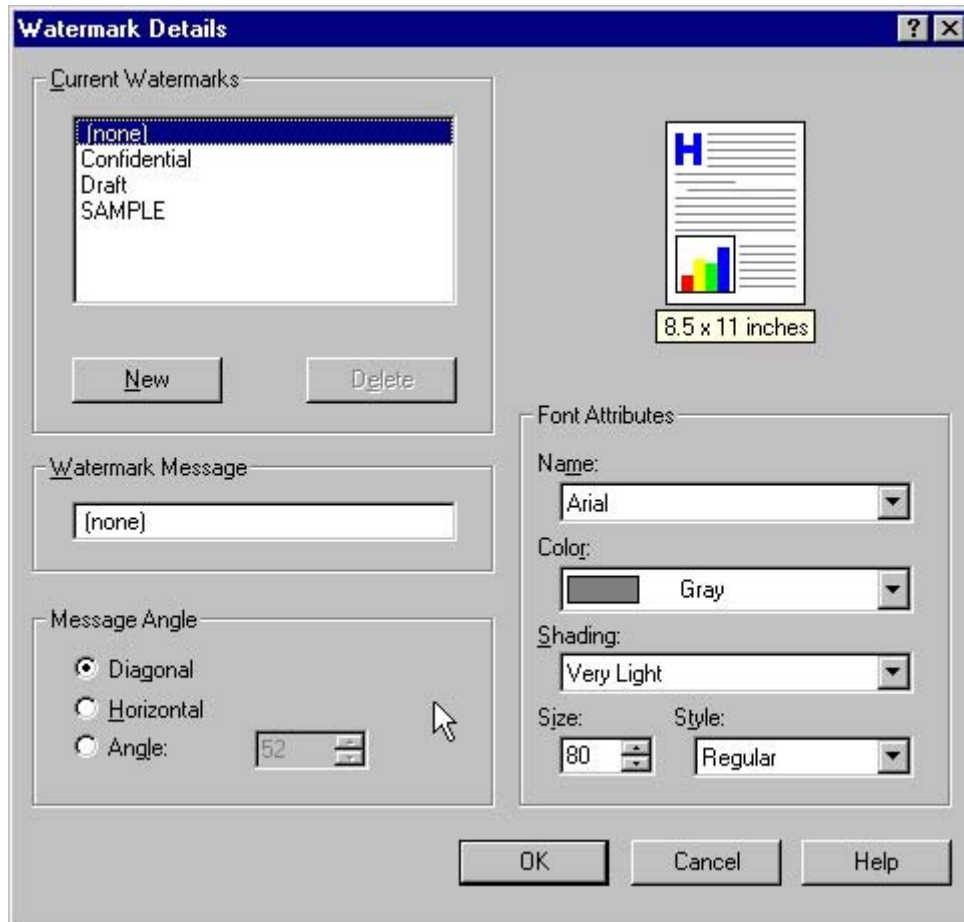 Watermark Details
Current Watermarks
(none)
Confidential
Draft
SAMPLE
New
Delete
H
8.5 x 11 inches
Watermark Message
(none)
Message Angle
Diagonal
Horizontal
Angle:
52
Font Attributes
Name:
Arial
Color:
Gray
Shading:
Very Light
Size:
Style:
80
Regular
OK
Cancel
Help